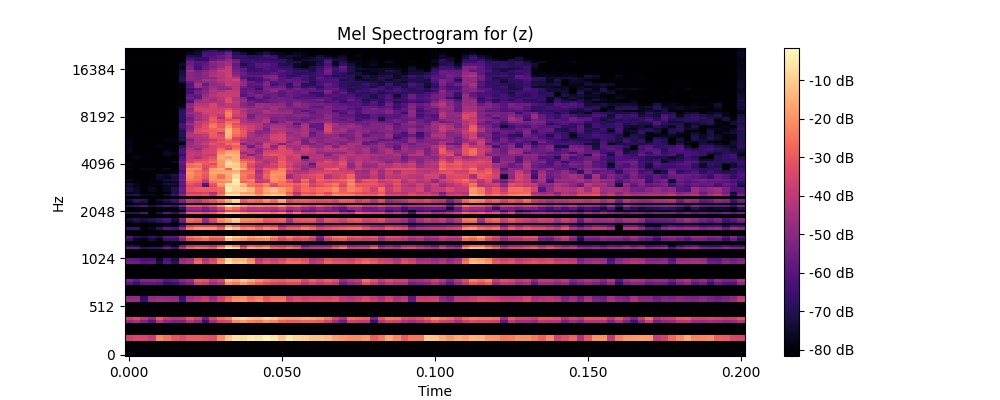 Mel Spectrogram for (z)
Hz
16384
8192
4096
2048
1024
512
0
0.000 0.050 0.100 0.150 0.200
Time
-10 dB
-20 dB
-30 dB
-40 dB
-50 dB
-60 dB
-70 dB
-80 dB